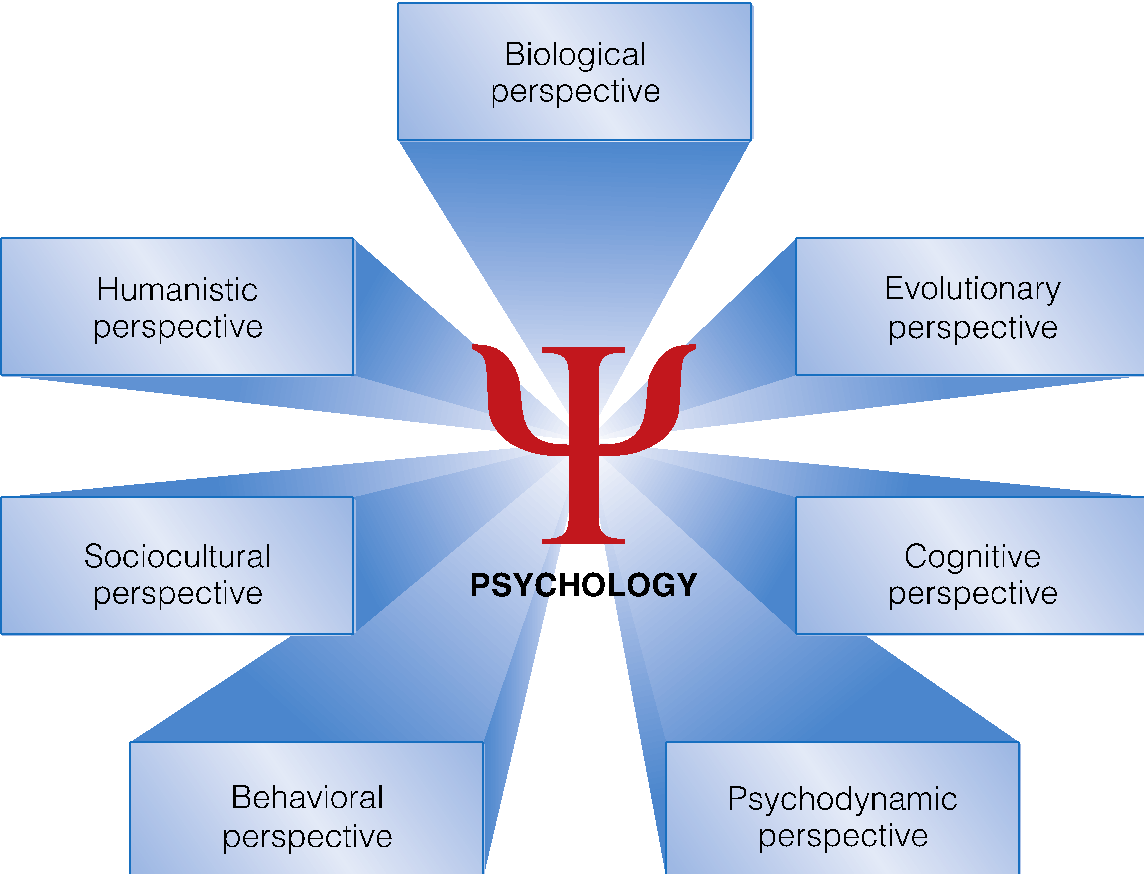 Biological
perspective
Humanistic
perspective
Evolutionary
perspective
Ψ
PSYCHOLOGY
Sociocultural
perspective
Cognitive
perspective
Behavioral
perspective
Psychodynamic
perspective